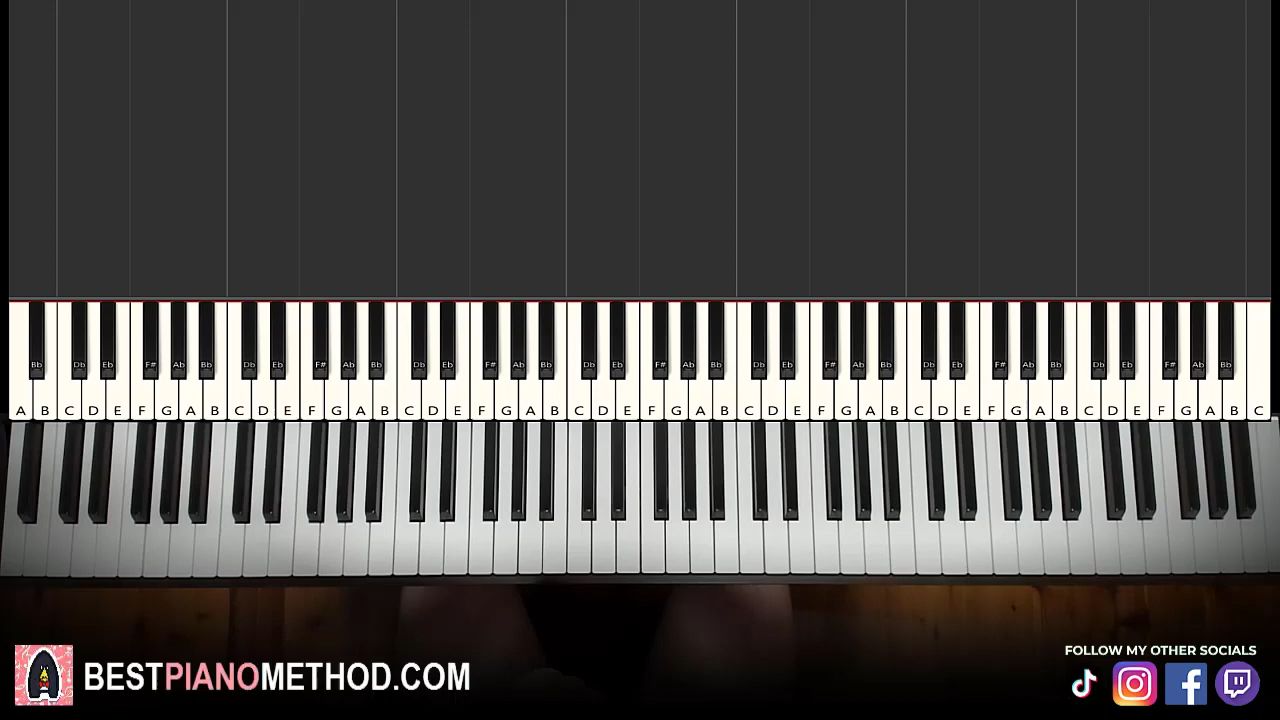 Bb Db Eb F# Ab Bb Db Eb F# Ab Bb Db Eb F# Ab Bb Db Eb F# Ab Bb Db Eb F# Ab Bb Db Eb F# Ab Bb Db Eb F# Ab Bb
A B C D E F G A B C D E F G A B C D E F G A B C D E F G A B C D E F G A B C D E F G A B C D E F G A B C
BESTPIANOMETHOD.COM
FOLLOW MY OTHER SOCIALS